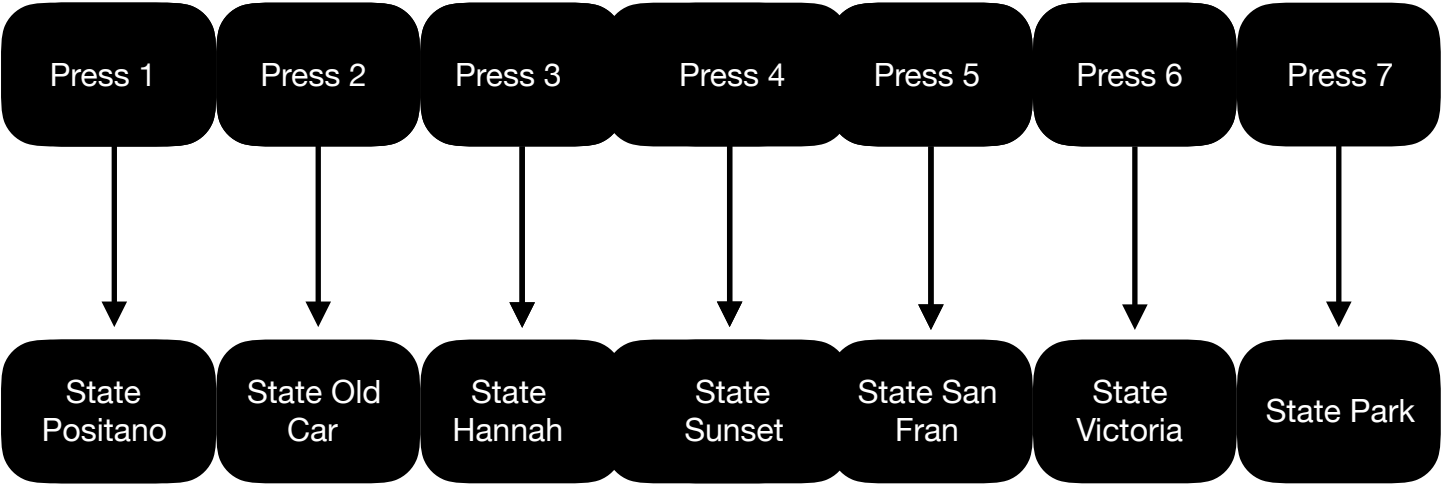 Press 1
Press 2
Press 3
Press 4
Press 5
Press 6
Press 7
State
Positano
State Old
Car
State
Hannah
State
Sunset
State San
Fran
State
Victoria
State Park